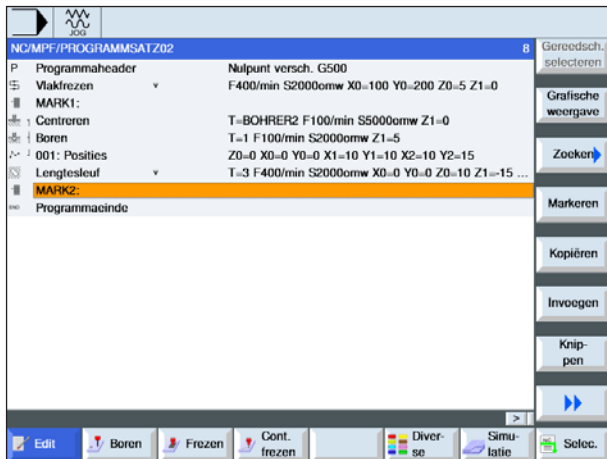 JOG
NC/MPF/PROGRAMMSATZ02 8
P Programmaheader Nulpunt versch. G500
Vlakfrezen v F400/min S2000omw X0=100 Y0=200 Z0=5 Z1=0
MARK1:
Centreren T=BOHRER2 F100/min S5000omw Z1=0
Boren T=1 F100/min S2000omw Z1=5
001: Posities Z0=0 X0=0 Y0=0 X1=10 Y1=10 X2=10 Y2=15
Lengtesleuf v T=3 F400/min S2000omw X0=0 Y0=0 Z0=10 Z1=-15 ...
MARK2:
END Programmaeinde
>
Gereedsch.
selecteren
Grafische
weergave
Zoeken
Markeren
Kopiëren
Invoegen
Knip-
pen
Edit
Boren
Frezen
Cont.
frezen
Diver-
se
Simu-
latie
NC Selec.